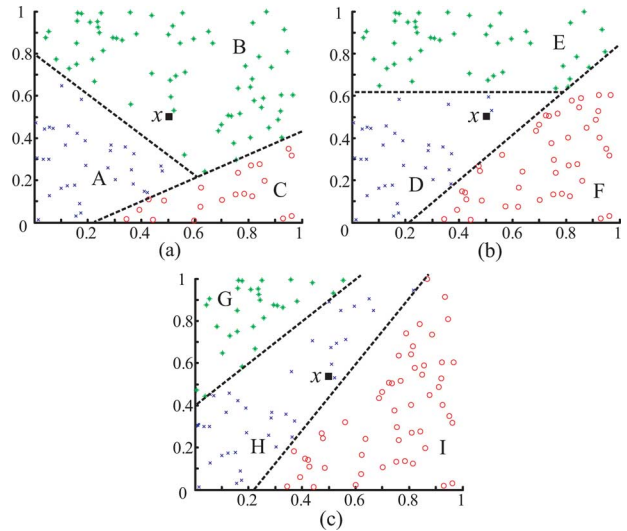 1 B 1 E
0.8 0.8
0.6 0.6
x x
0.4 0.4
A D
0.2 C 0.2 F
0 0.2 0.4 0.6 0.8 1 0 0.2 0.4 0.6 0.8 1
(a) (b)
1
G
0.8
0.6
x
0.4
0.2 H I
0 0.2 0.4 0.6 0.8 1
(c)